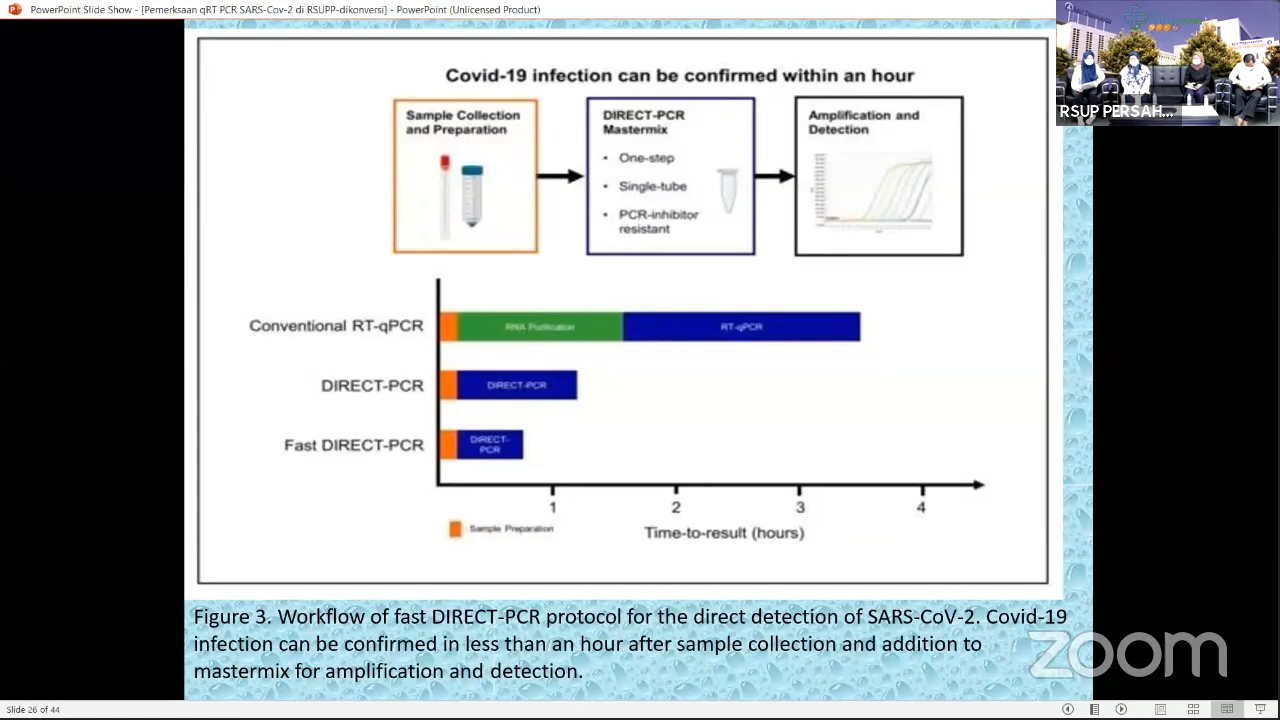 PowerPoint Slide Show - [Pemerksaan qRT PCR SARS-Cov-2 di RSUPP-dikonversi] - PowerPoint (Unlicensed Product)
RSUP PERSAH...
Covid-19 infection can be confirmed within an hour
Sample Collection
and Preparation
DIRECT-PCR
Mastermix
• One-step
• Single-tube
• PCR-inhibitor
resistant
Amplification and
Detection
Conventional RT-qPCR
RNA Purification
RT-qPCR
DIRECT-PCR
DIRECT-PCR
Fast DIRECT-PCR
DIRECT-
PCR
1 2 3 4
Sample Preparation
Time-to-result (hours)
Figure 3. Workflow of fast DIRECT-PCR protocol for the direct detection of SARS-CoV-2. Covid-19
infection can be confirmed in less than an hour after sample collection and addition to
mastermix for amplification and detection.
zoom
Slide 26 of 44